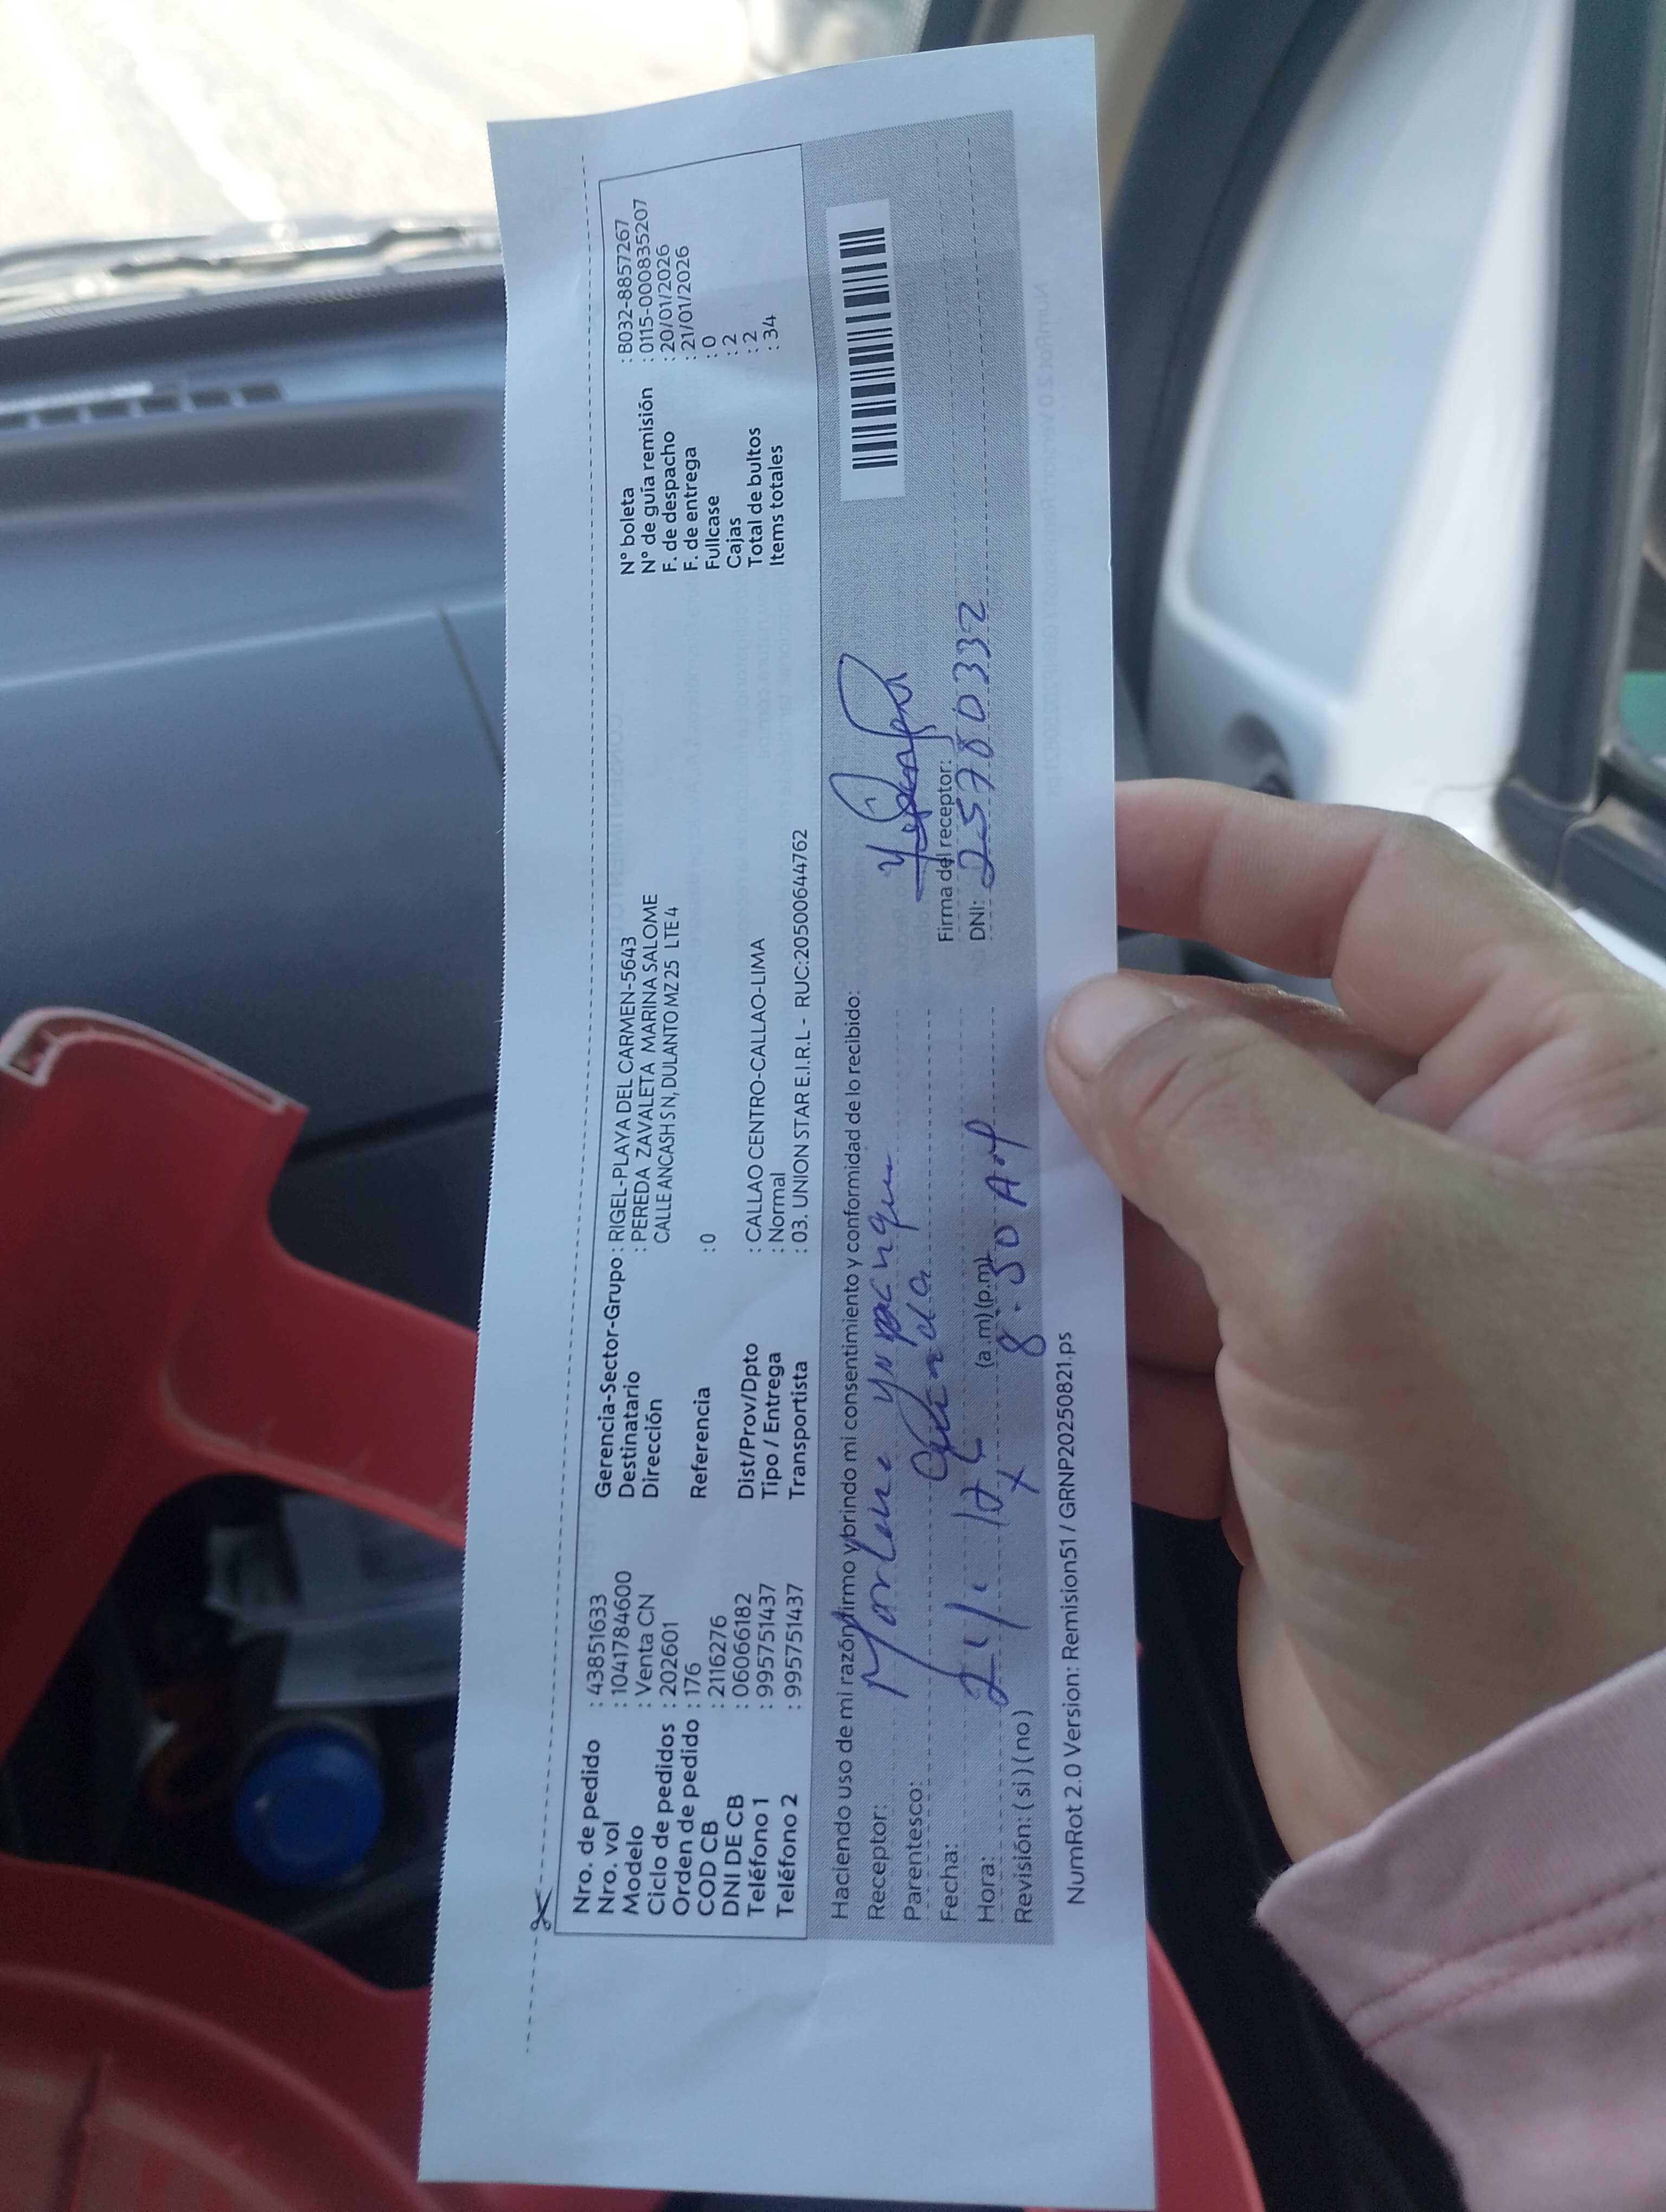 Nro. de pedido : 43851633
Nro. vol : 1041784600
Modelo : Venta CN
Ciclo de pedidos : 202601
Orden de pedido : 176
COD CB : 2116276
DNI DE CB : 06066182
Teléfono 1 : 995751437
Teléfono 2 : 995751437
Gerencia-Sector-Grupo : RIGEL-PLAYA DEL CARMEN-5643
Destinatario : PEREDA ZAVALETA MARINA SALOME
Dirección CALLE ANCASH S N, DULANTO MZ 25 LTE 4
Referencia : 0
Dist/Prov/Dpto : CALLAO CENTRO-CALLAO-LIMA
Tipo / Entrega : Normal
Transportista : 03. UNION STAR E.I.R.L - RUC:20500644762
N° boleta : B032-8857267
N° de guía remisión : 0115-0000835207
F. de despacho : 20/01/2026
F. de entrega : 21/01/2026
Fullcase : 0
Cajas : 2
Total de bultos : 2
Items totales : 34
Haciendo uso de mi razón, firmo y brindo mi consentimiento y conformidad de lo recibido:
Receptor: Marlene
Parentesco:
Fecha:
Hora: (a.m) (p.m) 8.50 AM
Revisión: ( si ) ( no ) X
Firma del receptor:
DNI: 25780332
NumRot 2.0 Version: Remision51 / GRNP20250821.ps